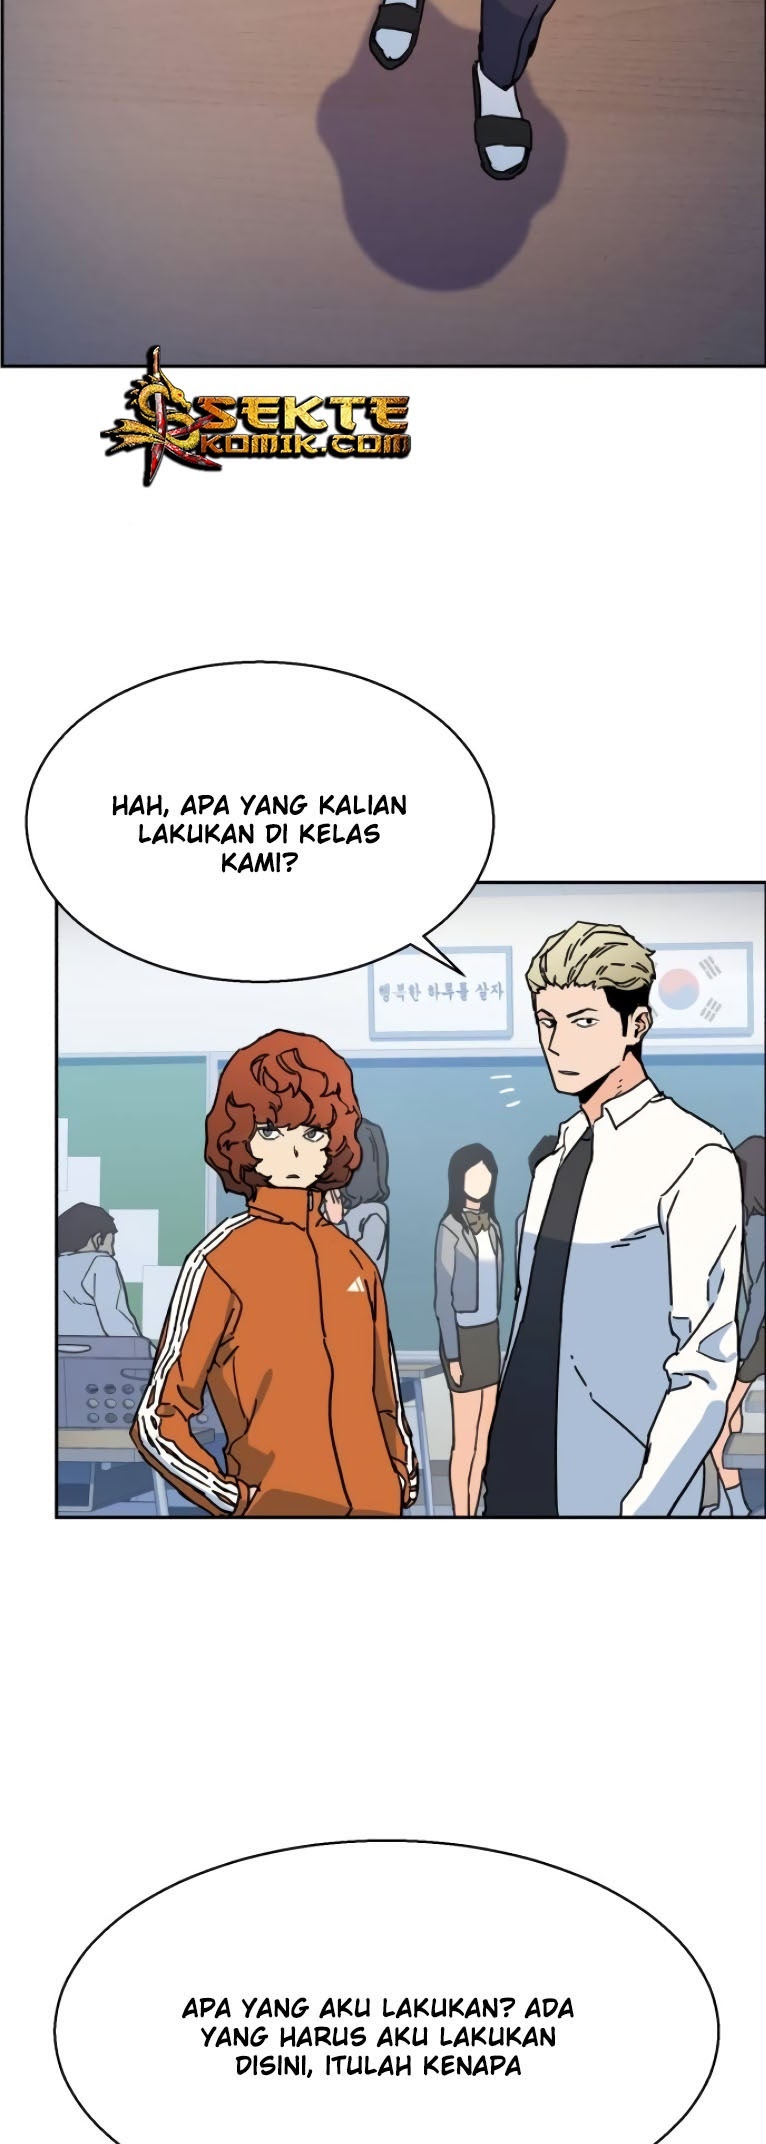 SEKTE
KOMIK.COM
HAH, APA YANG KALIAN
LAKUKAN DI KELAS
KAMI?
행복한 하루를 살자
APA YANG AKU LAKUKAN? ADA
YANG HARUS AKU LAKUKAN
DISINI, ITULAH KENAPA